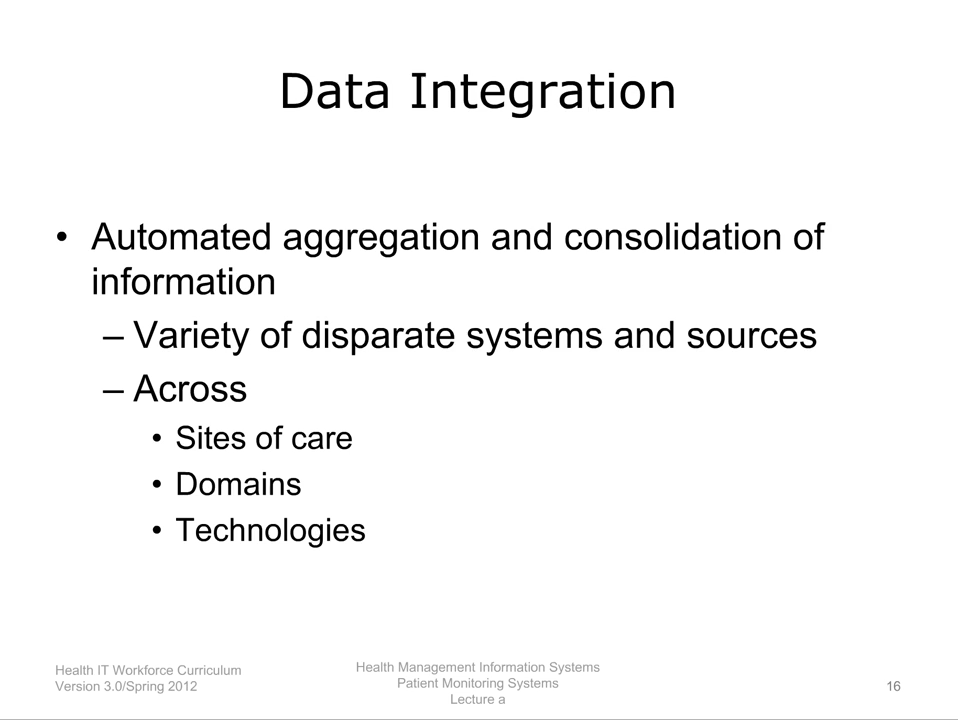 Data Integration
• Automated aggregation and consolidation of
information
– Variety of disparate systems and sources
– Across
• Sites of care
• Domains
• Technologies
Health IT Workforce Curriculum
Version 3.0/Spring 2012
Health Management Information Systems
Patient Monitoring Systems
Lecture a
16